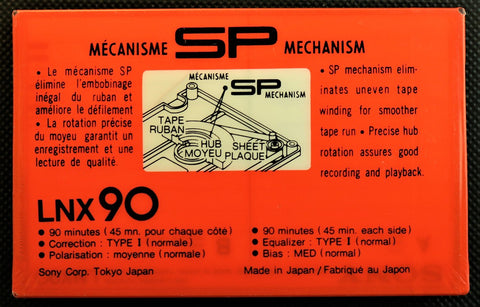 MÉCANISME SP MECHANISM
• Le mécanisme SP
élimine l'embobinage
inégal du ruban et
améliore le défilement
• La rotation précise
du moyeu garantit un
enregistrement et une
lecture de qualité.
MÉCANISME
SP
MECHANISM
TAPE
RUBAN
HUB
MOYEU
SHEET
PLAQUE
• SP mechanism elim-
inates uneven tape
winding for smoother
tape run • Precise hub
rotation assures good
recording and playback.
LNX 90
• 90 minutes (45 mn. pour chaque côté)
• Correction : TYPE I (normale)
• Polarisation : moyenne (normale)
Sony Corp. Tokyo Japan
• 90 minutes (45 min. each side)
• Equalizer : TYPE I (normal)
• Bias : MED (normal)
Made in Japan / Fabriqué au Japon